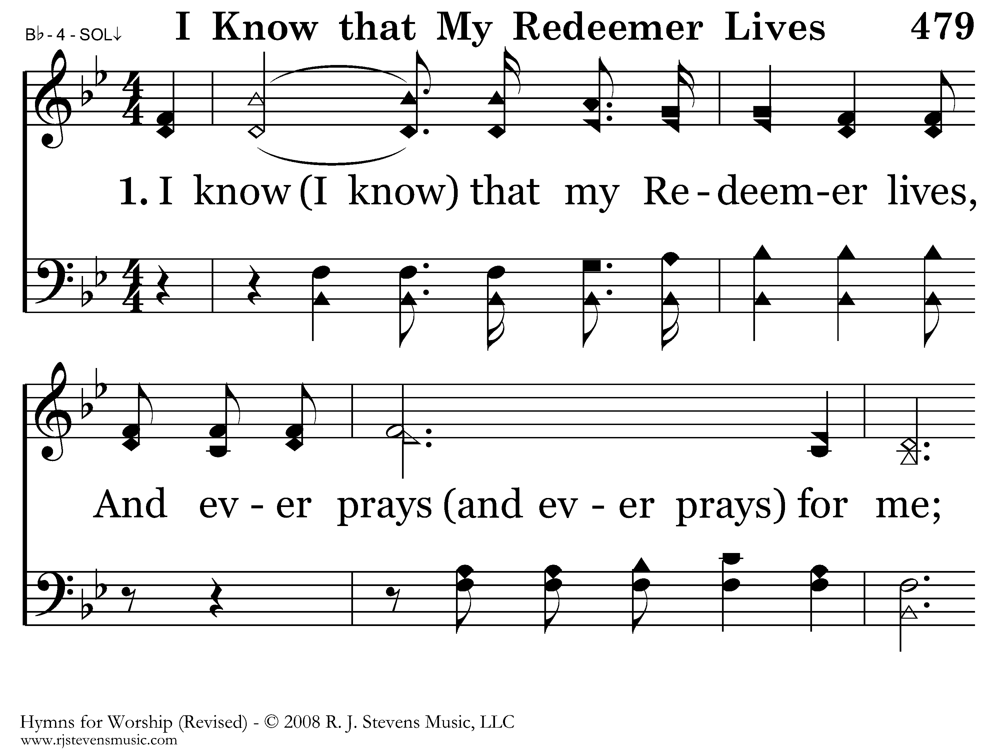 B♭ - 4 - SOL↓ I Know that My Redeemer Lives 479
1. I know (I know) that my Re - deem-er lives,
And ev - er prays (and ev - er prays) for me;
Hymns for Worship (Revised) - © 2008 R. J. Stevens Music, LLC
www.rjstevensmusic.com